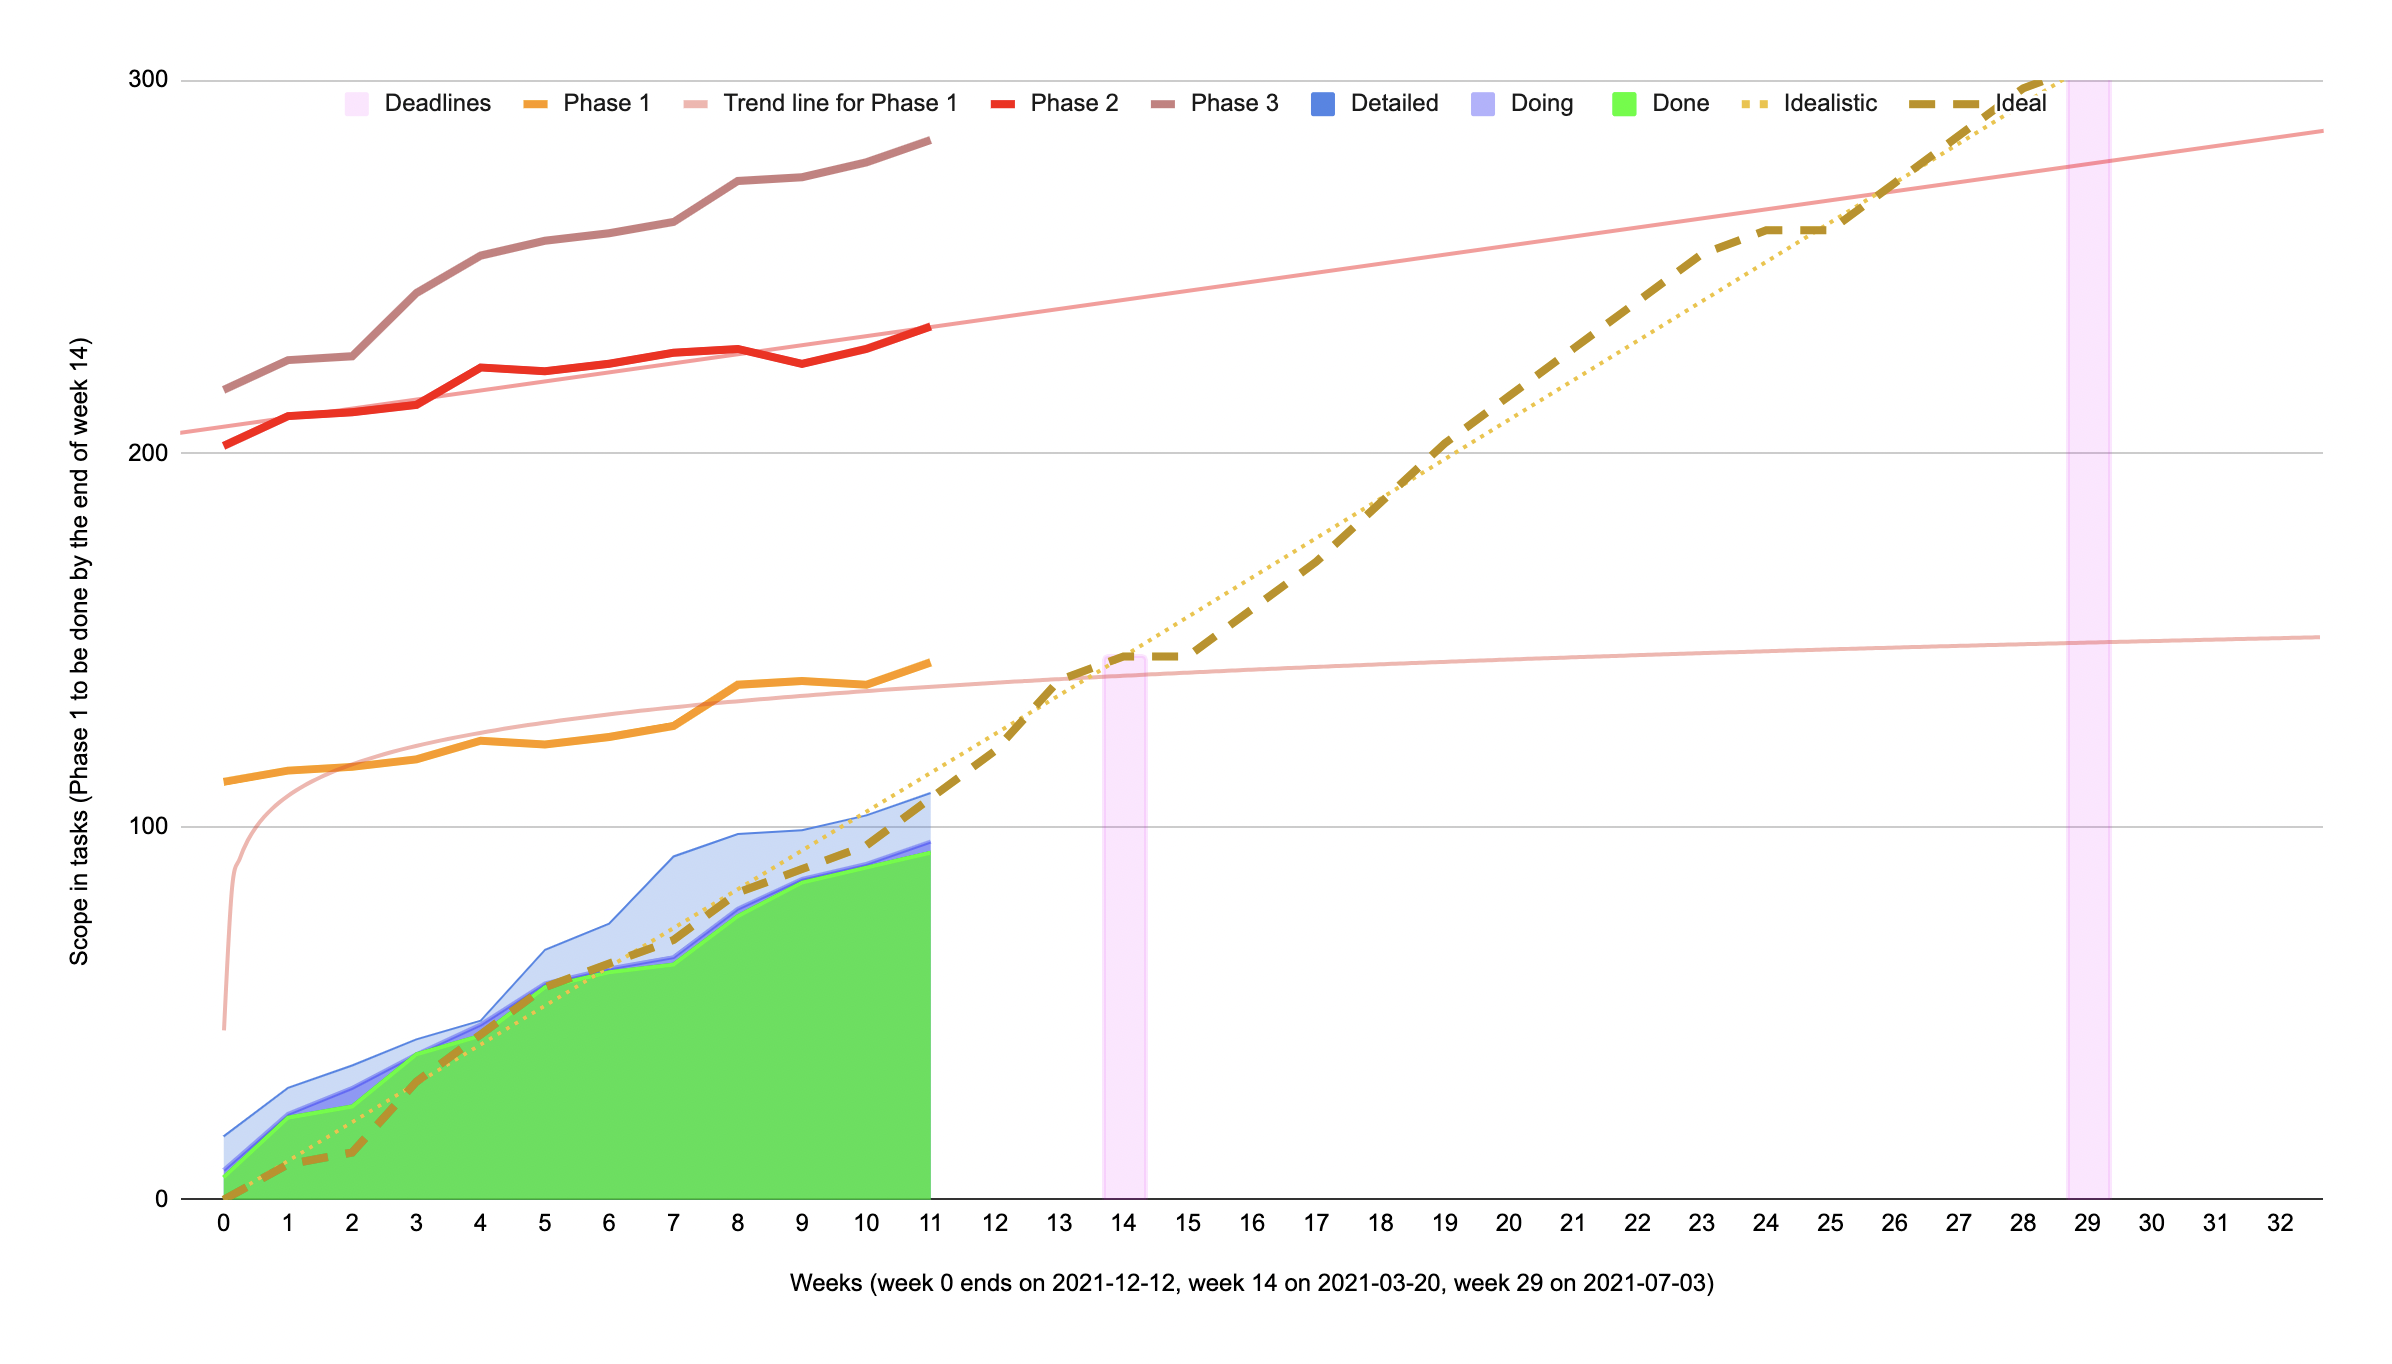 300
Deadlines Phase 1 Trend line for Phase 1 Phase 2 Phase 3 Detailed Doing Done Idealistic Ideal
200
100
0
Scope in tasks (Phase 1 to be done by the end of week 14)
0 1 2 3 4 5 6 7 8 9 10 11 12 13 14 15 16 17 18 19 20 21 22 23 24 25 26 27 28 29 30 31 32
Weeks (week 0 ends on 2021-12-12, week 14 on 2021-03-20, week 29 on 2021-07-03)